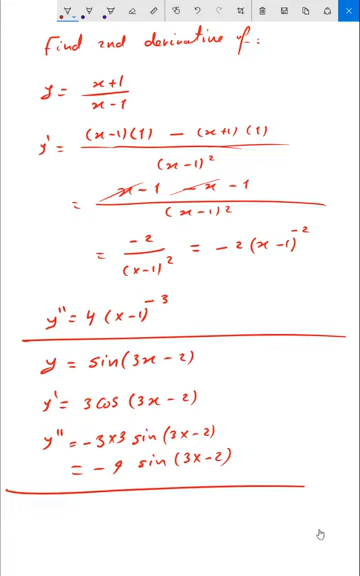 Find 2nd derivative of:
y = x+1 / x-1
y' = (x-1)(1) - (x+1)(1) / (x-1)²
= x-1 -x-1 / (x-1)²
= -2 / (x-1)² = -2(x-1)⁻²
y'' = 4(x-1)⁻³
y = sin(3x-2)
y' = 3cos(3x-2)
y'' = -3×3 sin(3x-2)
= -9 sin(3x-2)